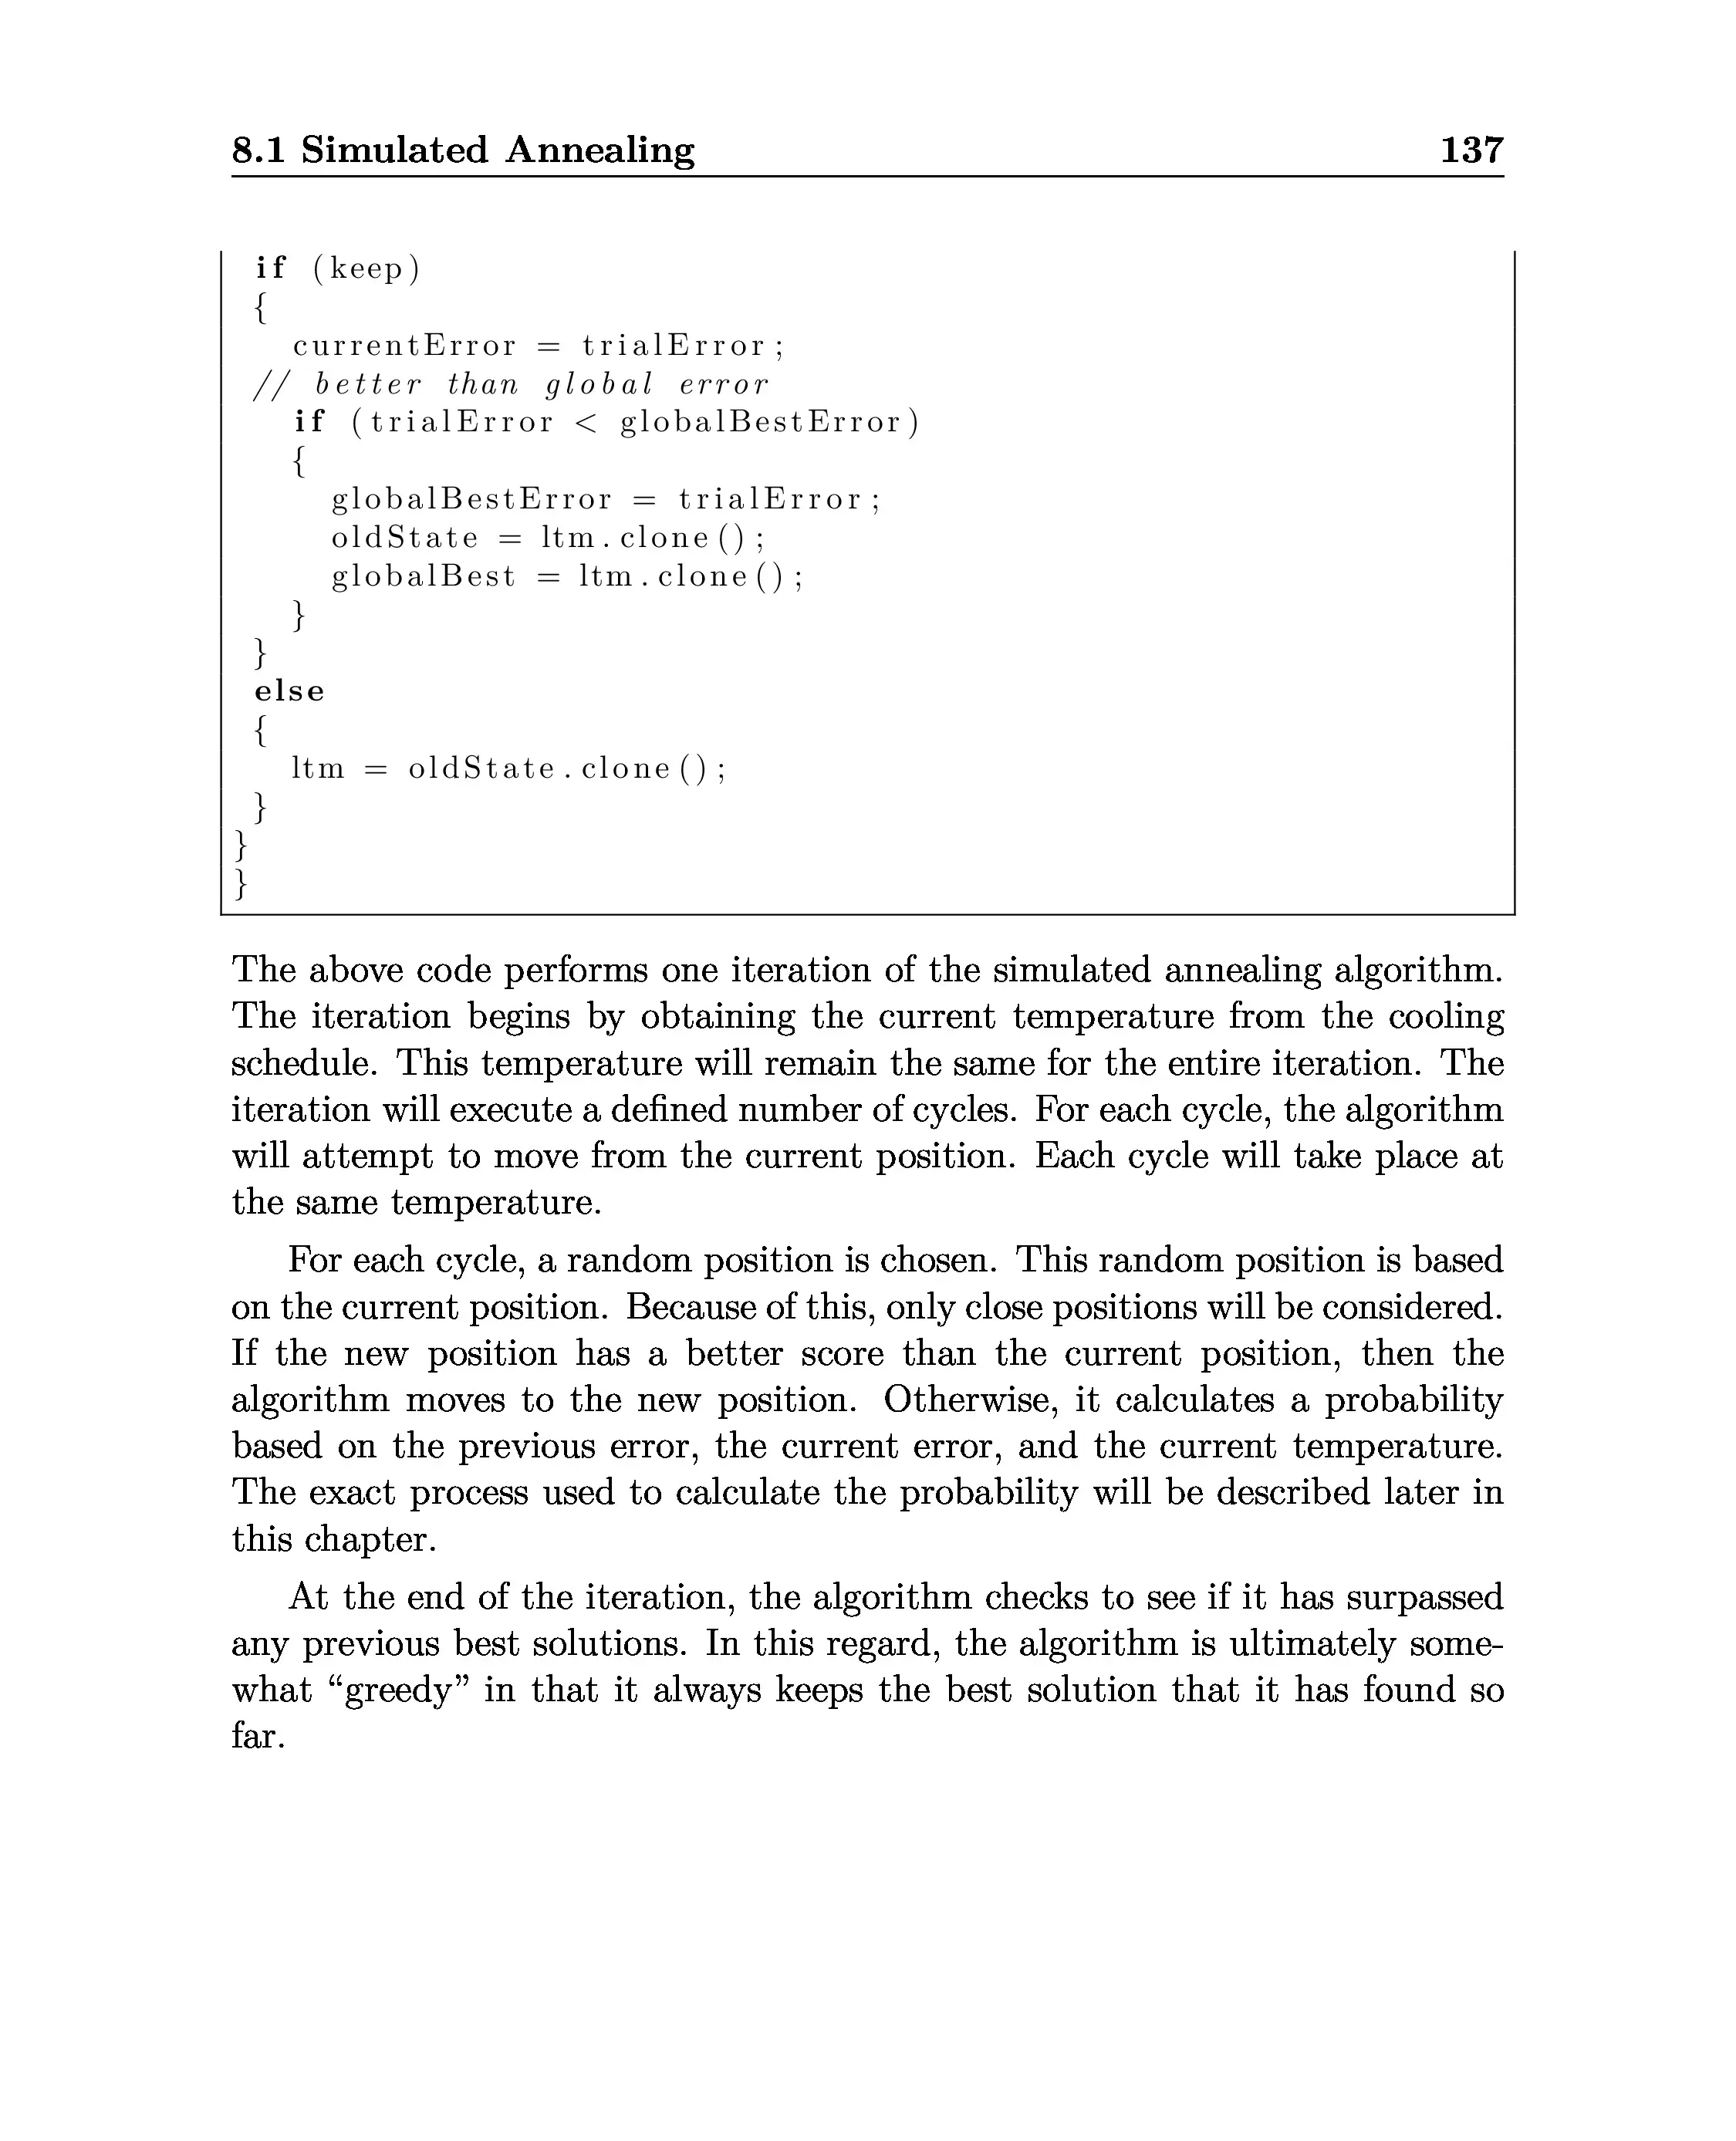 8.1 Simulated Annealing 137
if (keep)
{
currentError = trialError;
// better than global error
if (trialError < globalBestError)
{
globalBestError = trialError;
oldState = ltm.clone();
globalBest = ltm.clone();
}
}
else
{
ltm = oldState.clone();
}
}
}
The above code performs one iteration of the simulated annealing algorithm.
The iteration begins by obtaining the current temperature from the cooling
schedule. This temperature will remain the same for the entire iteration. The
iteration will execute a defined number of cycles. For each cycle, the algorithm
will attempt to move from the current position. Each cycle will take place at
the same temperature.
For each cycle, a random position is chosen. This random position is based
on the current position. Because of this, only close positions will be considered.
If the new position has a better score than the current position, then the
algorithm moves to the new position. Otherwise, it calculates a probability
based on the previous error, the current error, and the current temperature.
The exact process used to calculate the probability will be described later in
this chapter.
At the end of the iteration, the algorithm checks to see if it has surpassed
any previous best solutions. In this regard, the algorithm is ultimately some-
what “greedy” in that it always keeps the best solution that it has found so
far.